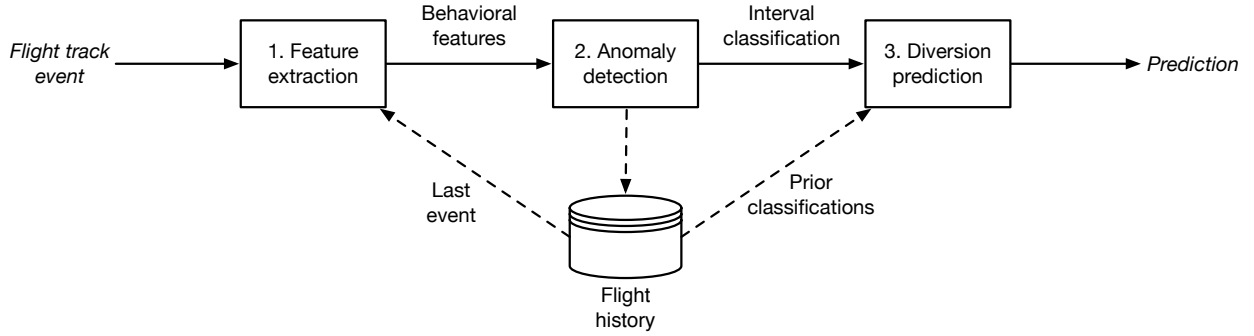 Flight track
event
1. Feature
extraction
Behavioral
features
2. Anomaly
detection
Interval
classification
3. Diversion
prediction
Prediction
Last
event
Prior
classifications
Flight
history